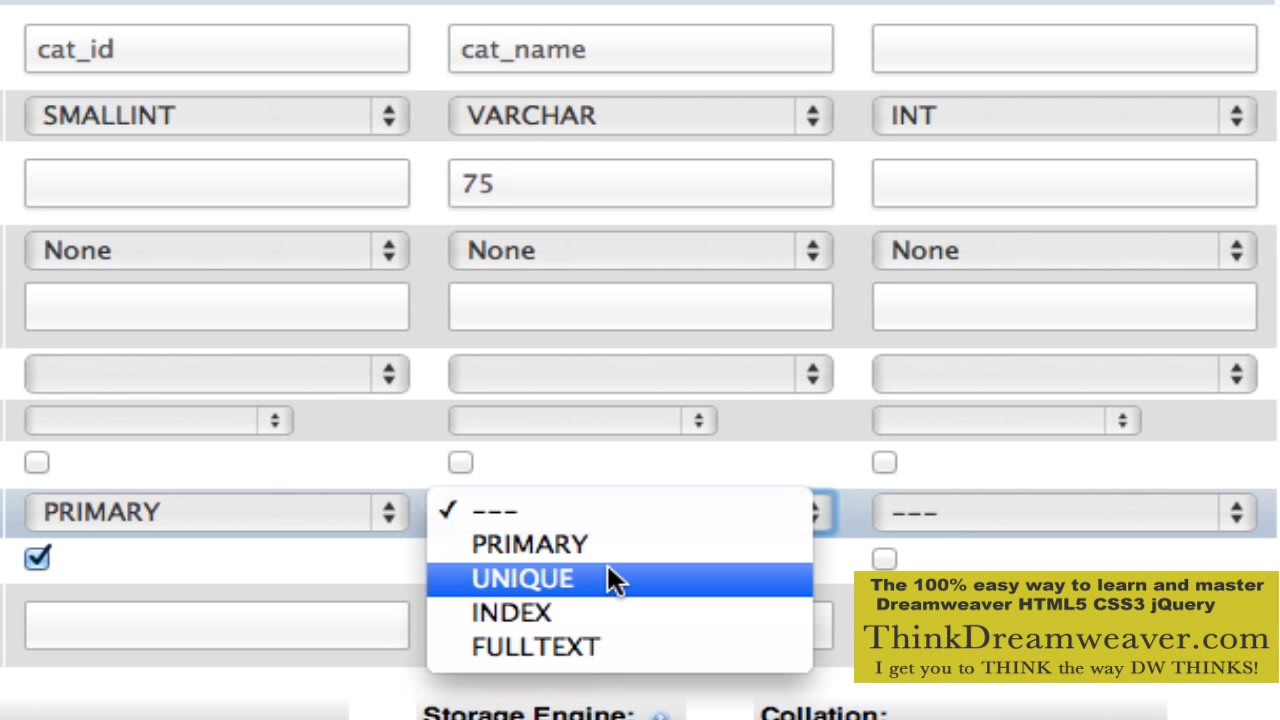 cat_id cat_name
SMALLINT VARCHAR INT
75
None None None
PRIMARY --- ---
PRIMARY
UNIQUE
INDEX
FULLTEXT
The 100% easy way to learn and master
Dreamweaver HTML5 CSS3 jQuery
ThinkDreamweaver.com
I get you to THINK the way DW THINKS!
Storage Engine: Collation: